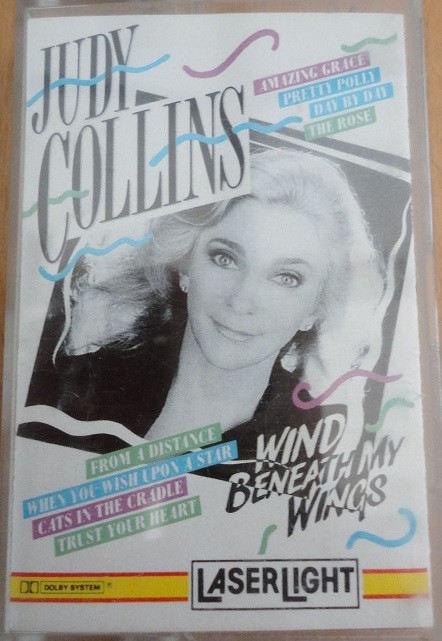 JUDY
COLLINS
AMAZING GRACE
PRETTY POLLY
DAY BY DAY
THE ROSE
FROM A DISTANCE
WHEN YOU WISH UPON A STAR
CATS IN THE CRADLE
TRUST YOUR HEART
WIND
BENEATH MY
WINGS
DOLBY SYSTEM ®
LASERLIGHT